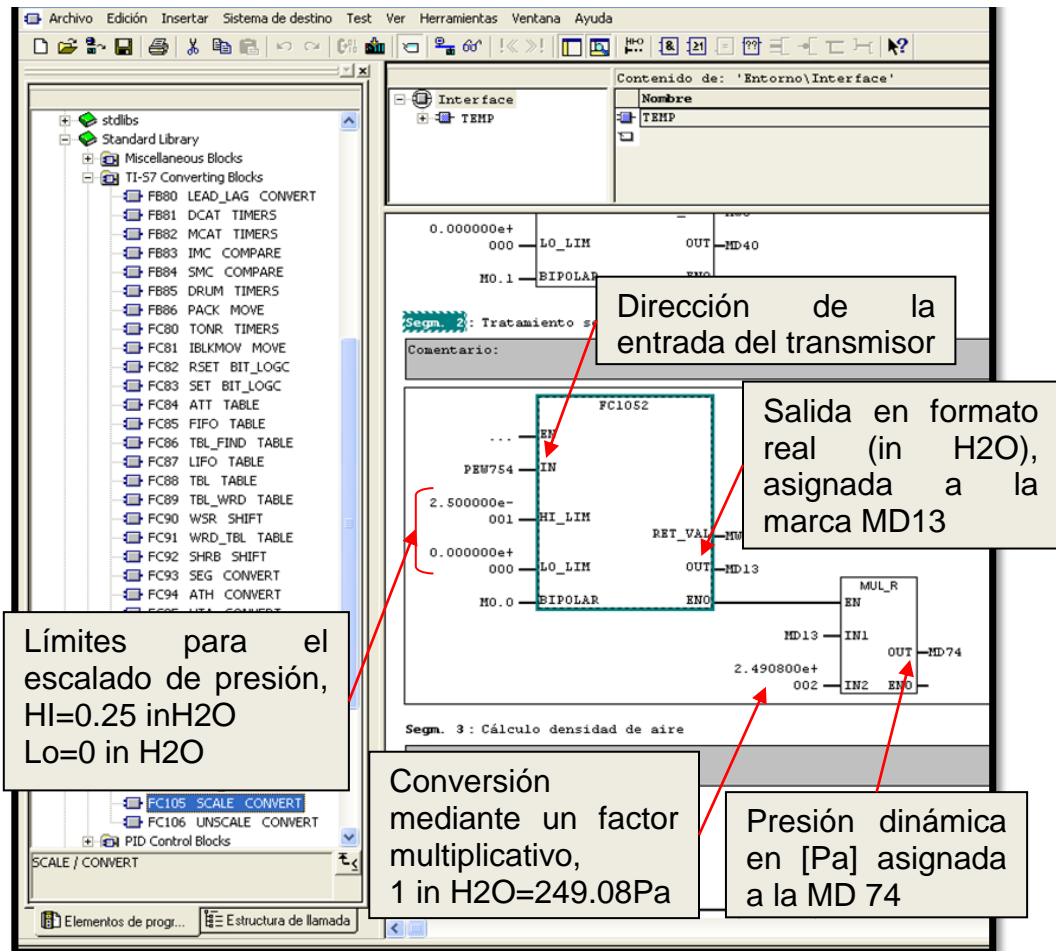 Archivo Edición Insertar Sistema de destino Test Ver Herramientas Ventana Ayuda
stdlibs
Standard Library
Miscellaneous Blocks
TI-S7 Converting Blocks
FB80 LEAD_LAG CONVERT
FB81 DCAT TIMERS
FB82 MCAT TIMERS
FB83 IMC COMPARE
FB84 SMC COMPARE
FB85 DRUM TIMERS
FB86 PACK MOVE
FC80 TONR TIMERS
FC81 IBLKMOV MOVE
FC82 RSET BIT_LOGC
FC83 SET BIT_LOGC
FC84 ATT TABLE
FC85 FIFO TABLE
FC86 TBL_FIND TABLE
FC87 LIFO TABLE
FC88 TBL TABLE
FC89 TBL_WRD TABLE
FC90 WSR SHIFT
FC91 WRD_TBL TABLE
FC92 SHRB SHIFT
FC93 SEG CONVERT
FC94 ATH CONVERT
Límites para el
escalado de presión,
HI=0.25 inH2O
Lo=0 in H2O
FC105 SCALE CONVERT
FC106 UNSCALE CONVERT
PID Control Blocks
SCALE / CONVERT
Elementos de progr...
Estructura de llamada
Interface
TEMP
Contenido de: 'Entorno\Interface'
Nombre
TEMP
0.000000e+
000 LO_LIM OUT MD40
M0.1 BIPOLAR
Segm. 2 : Tratamiento
Comentario:
Dirección de la
entrada del transmisor
FC1052
... EN
PEW754 IN
2.500000e-
001 HI_LIM
RET_VAL
0.000000e+
000 LO_LIM OUT MD13
M0.0 BIPOLAR ENO
Salida en formato
real (in H2O),
asignada a la
marca MD13
MUL_R
EN
MD13 IN1
OUT MD74
2.490800e+
002 IN2 ENO
Segm. 3 : Cálculo densidad de aire
Conversión
mediante un factor
multiplicativo,
1 in H2O=249.08Pa
Presión dinámica
en [Pa] asignada
a la MD 74